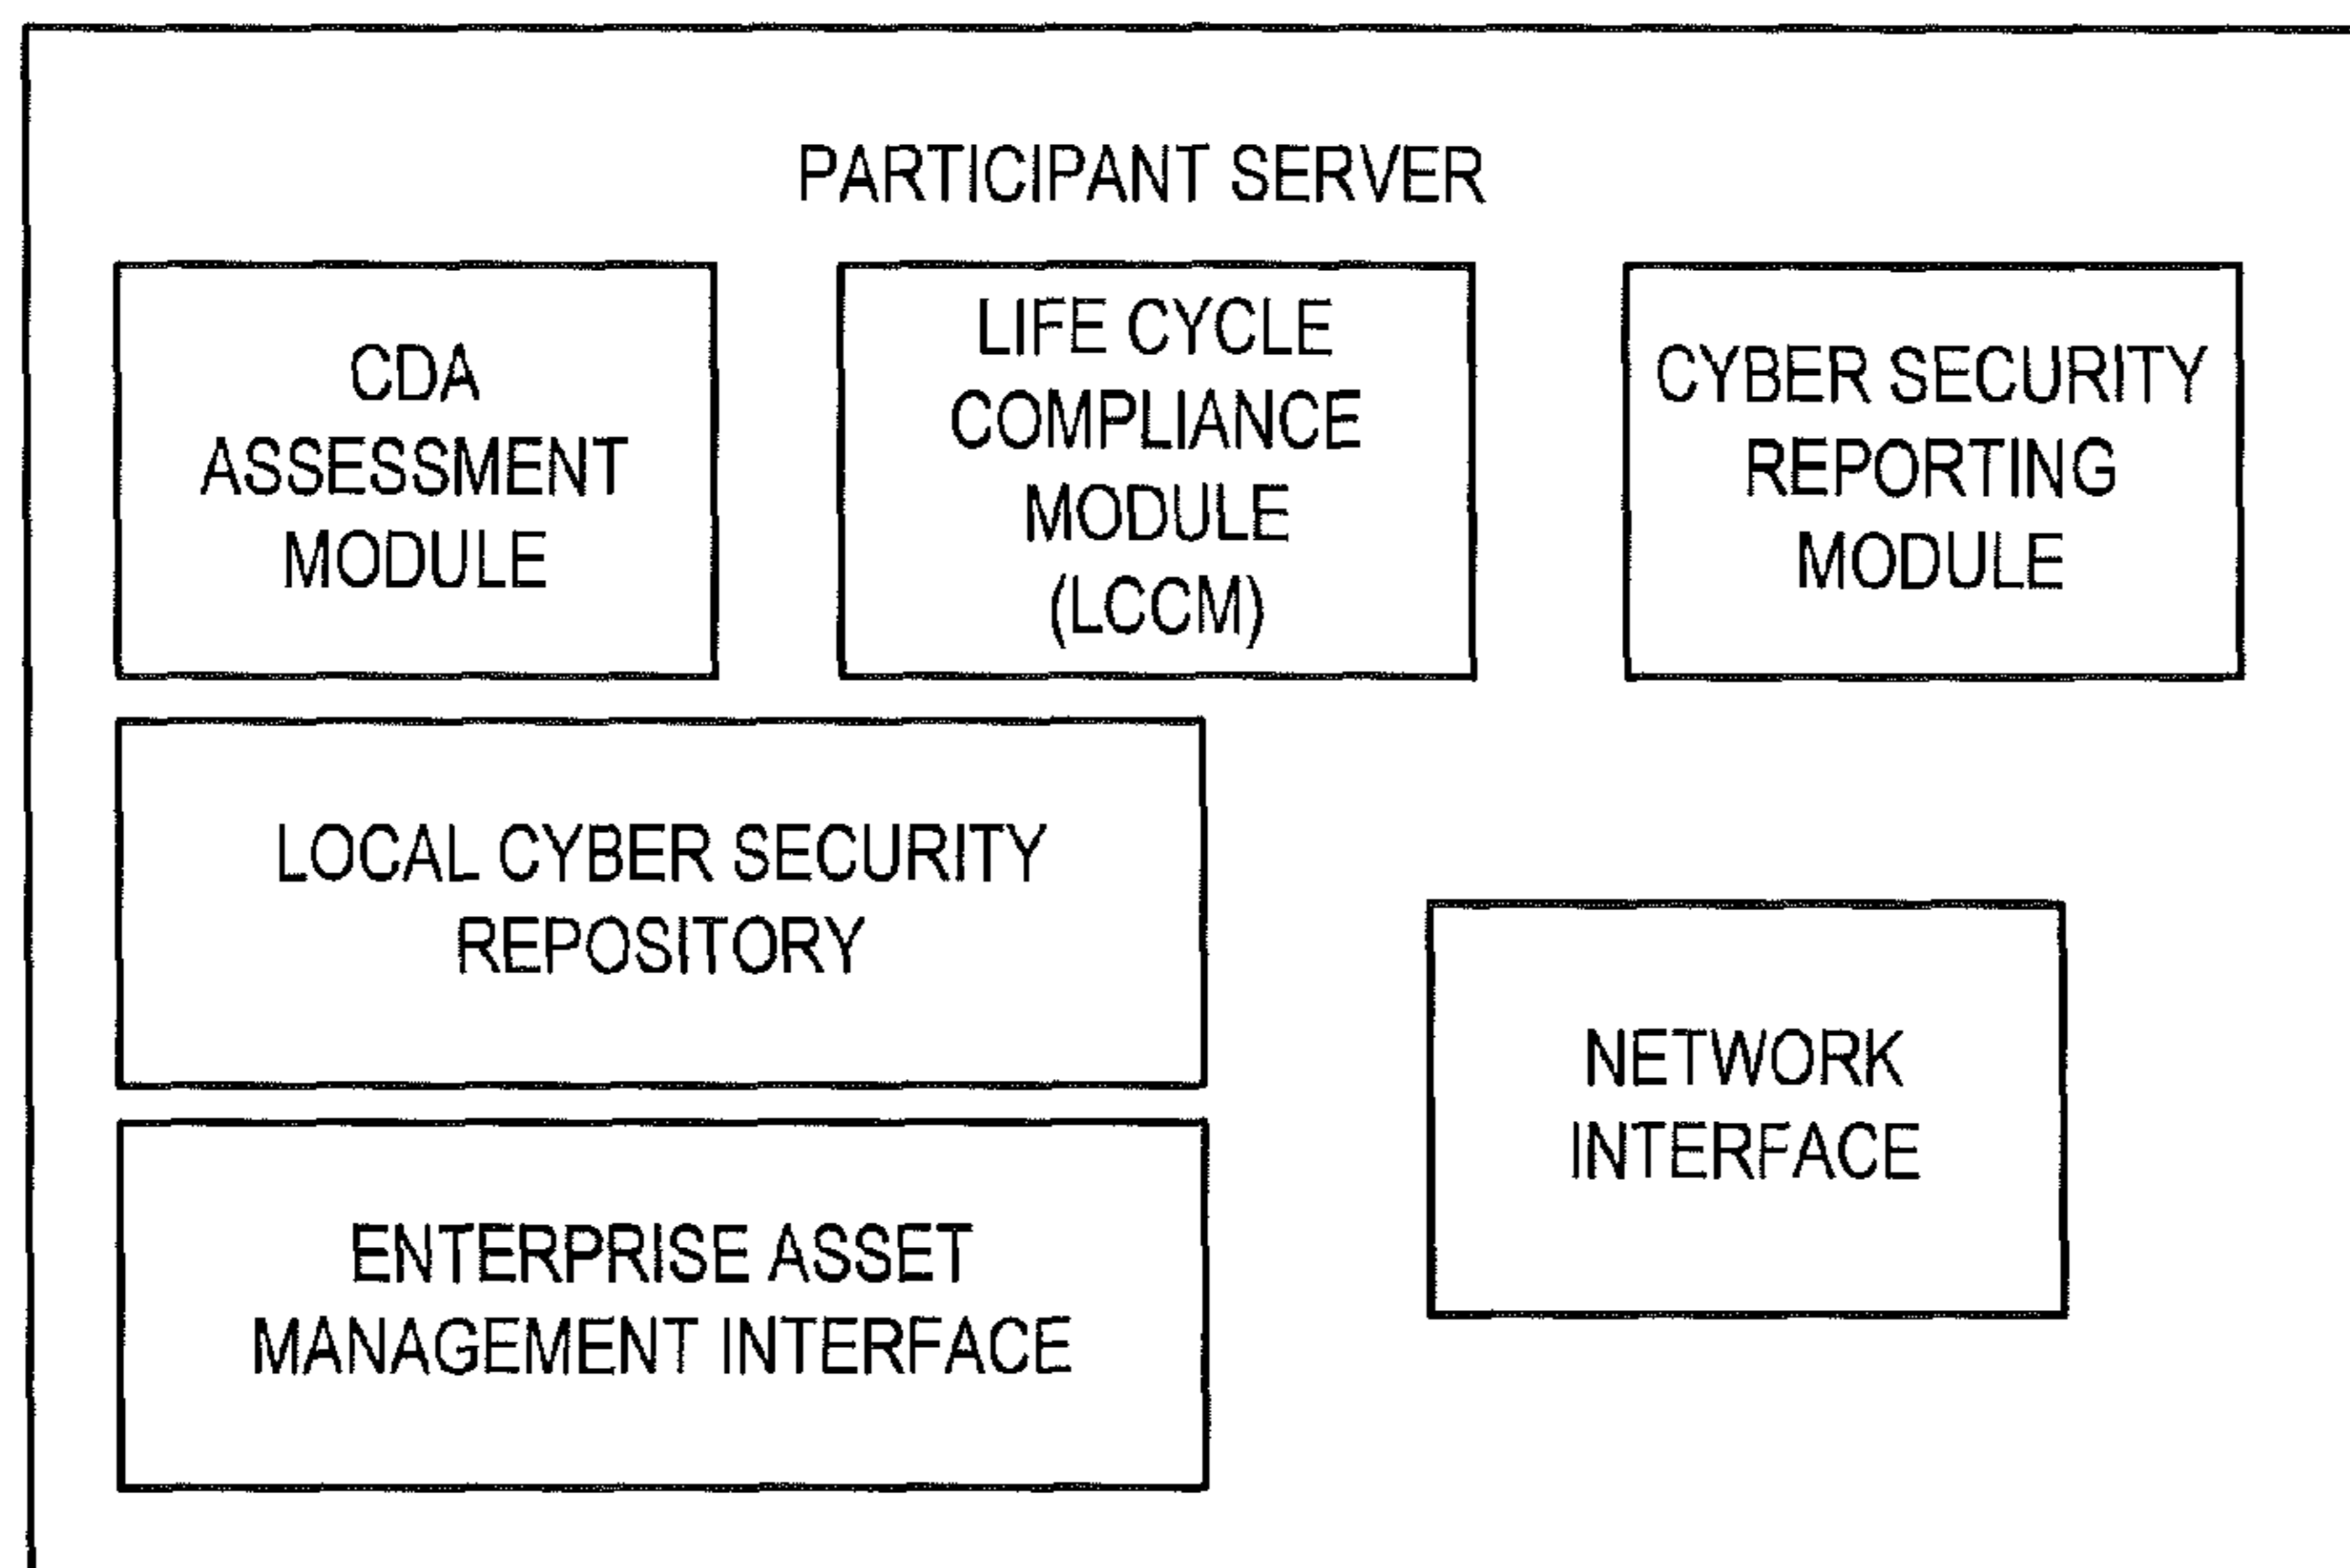 PARTICIPANT SERVER
CDA
ASSESSMENT
MODULE
LIFE CYCLE
COMPLIANCE
MODULE
(LCCM)
CYBER SECURITY
REPORTING
MODULE
LOCAL CYBER SECURITY
REPOSITORY
NETWORK
INTERFACE
ENTERPRISE ASSET
MANAGEMENT INTERFACE